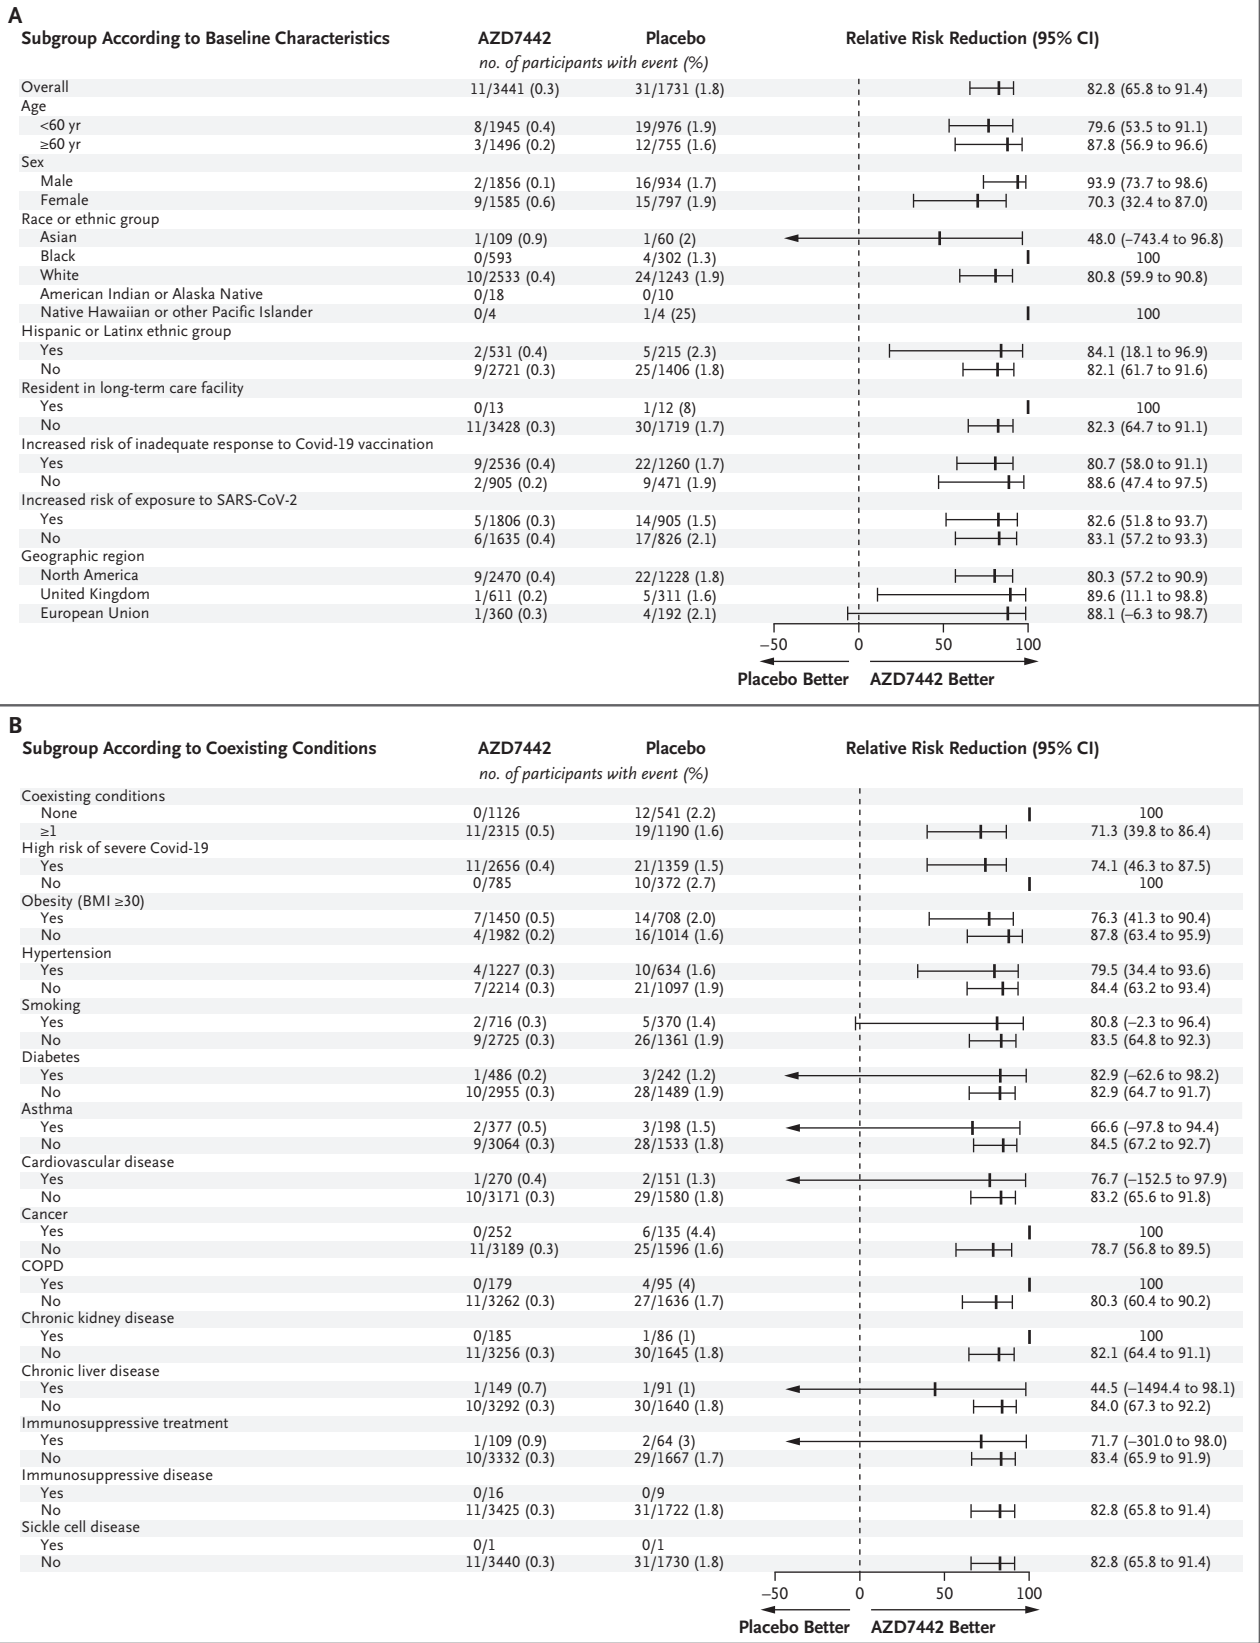 A
Subgroup According to Baseline Characteristics AZD7442 Placebo Relative Risk Reduction (95% CI)
no. of participants with event (%)
Overall 11/3441 (0.3) 31/1731 (1.8) 82.8 (65.8 to 91.4)
Age
<60 yr 8/1945 (0.4) 19/976 (1.9) 79.6 (53.5 to 91.1)
≥60 yr 3/1496 (0.2) 12/755 (1.6) 87.8 (56.9 to 96.6)
Sex
Male 2/1856 (0.1) 16/934 (1.7) 93.9 (73.7 to 98.6)
Female 9/1585 (0.6) 15/797 (1.9) 70.3 (32.4 to 87.0)
Race or ethnic group
Asian 1/109 (0.9) 1/60 (2) 48.0 (−743.4 to 96.8)
Black 0/593 4/302 (1.3) 100
White 10/2533 (0.4) 24/1243 (1.9) 80.8 (59.9 to 90.8)
American Indian or Alaska Native 0/18 0/10
Native Hawaiian or other Pacific Islander 0/4 1/4 (25) 100
Hispanic or Latinx ethnic group
Yes 2/531 (0.4) 5/215 (2.3) 84.1 (18.1 to 96.9)
No 9/2721 (0.3) 25/1406 (1.8) 82.1 (61.7 to 91.6)
Resident in long-term care facility
Yes 0/13 1/12 (8) 100
No 11/3428 (0.3) 30/1719 (1.7) 82.3 (64.7 to 91.1)
Increased risk of inadequate response to Covid-19 vaccination
Yes 9/2536 (0.4) 22/1260 (1.7) 80.7 (58.0 to 91.1)
No 2/905 (0.2) 9/471 (1.9) 88.6 (47.4 to 97.5)
Increased risk of exposure to SARS-CoV-2
Yes 5/1806 (0.3) 14/905 (1.5) 82.6 (51.8 to 93.7)
No 6/1635 (0.4) 17/826 (2.1) 83.1 (57.2 to 93.3)
Geographic region
North America 9/2470 (0.4) 22/1228 (1.8) 80.3 (57.2 to 90.9)
United Kingdom 1/611 (0.2) 5/311 (1.6) 89.6 (11.1 to 98.8)
European Union 1/360 (0.3) 4/192 (2.1) 88.1 (−6.3 to 98.7)
−50 0 50 100
Placebo Better AZD7442 Better
B
Subgroup According to Coexisting Conditions AZD7442 Placebo Relative Risk Reduction (95% CI)
no. of participants with event (%)
Coexisting conditions
None 0/1126 12/541 (2.2) 100
≥1 11/2315 (0.5) 19/1190 (1.6) 71.3 (39.8 to 86.4)
High risk of severe Covid-19
Yes 11/2656 (0.4) 21/1359 (1.5) 74.1 (46.3 to 87.5)
No 0/785 10/372 (2.7) 100
Obesity (BMI ≥30)
Yes 7/1450 (0.5) 14/708 (2.0) 76.3 (41.3 to 90.4)
No 4/1982 (0.2) 16/1014 (1.6) 87.8 (63.4 to 95.9)
Hypertension
Yes 4/1227 (0.3) 10/634 (1.6) 79.5 (34.4 to 93.6)
No 7/2214 (0.3) 21/1097 (1.9) 84.4 (63.2 to 93.4)
Smoking
Yes 2/716 (0.3) 5/370 (1.4) 80.8 (−2.3 to 96.4)
No 9/2725 (0.3) 26/1361 (1.9) 83.5 (64.8 to 92.3)
Diabetes
Yes 1/486 (0.2) 3/242 (1.2) 82.9 (−62.6 to 98.2)
No 10/2955 (0.3) 28/1489 (1.9) 82.9 (64.7 to 91.7)
Asthma
Yes 2/377 (0.5) 3/198 (1.5) 66.6 (−97.8 to 94.4)
No 9/3064 (0.3) 28/1533 (1.8) 84.5 (67.2 to 92.7)
Cardiovascular disease
Yes 1/270 (0.4) 2/151 (1.3) 76.7 (−152.5 to 97.9)
No 10/3171 (0.3) 29/1580 (1.8) 83.2 (65.6 to 91.8)
Cancer
Yes 0/252 6/135 (4.4) 100
No 11/3189 (0.3) 25/1596 (1.6) 78.7 (56.8 to 89.5)
COPD
Yes 0/179 4/95 (4) 100
No 11/3262 (0.3) 27/1636 (1.7) 80.3 (60.4 to 90.2)
Chronic kidney disease
Yes 0/185 1/86 (1) 100
No 11/3256 (0.3) 30/1645 (1.8) 82.1 (64.4 to 91.1)
Chronic liver disease
Yes 1/149 (0.7) 1/91 (1) 44.5 (−1494.4 to 98.1)
No 10/3292 (0.3) 30/1640 (1.8) 84.0 (67.3 to 92.2)
Immunosuppressive treatment
Yes 1/109 (0.9) 2/64 (3) 71.7 (−301.0 to 98.0)
No 10/3332 (0.3) 29/1667 (1.7) 83.4 (65.9 to 91.9)
Immunosuppressive disease
Yes 0/16 0/9
No 11/3425 (0.3) 31/1722 (1.8) 82.8 (65.8 to 91.4)
Sickle cell disease
Yes 0/1 0/1
No 11/3440 (0.3) 31/1730 (1.8) 82.8 (65.8 to 91.4)
−50 0 50 100
Placebo Better AZD7442 Better